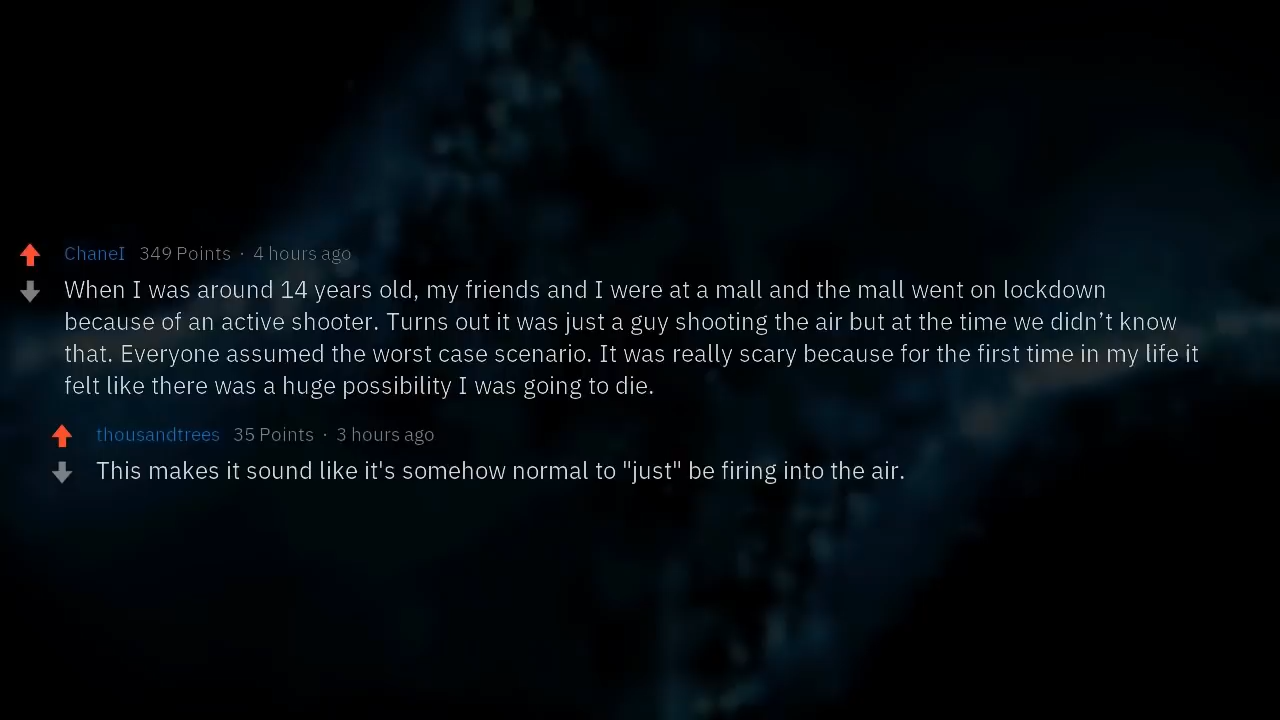 ChaneI 349 Points · 4 hours ago
When I was around 14 years old, my friends and I were at a mall and the mall went on lockdown
because of an active shooter. Turns out it was just a guy shooting the air but at the time we didn’t know
that. Everyone assumed the worst case scenario. It was really scary because for the first time in my life it
felt like there was a huge possibility I was going to die.
thousandtrees 35 Points · 3 hours ago
This makes it sound like it's somehow normal to "just" be firing into the air.